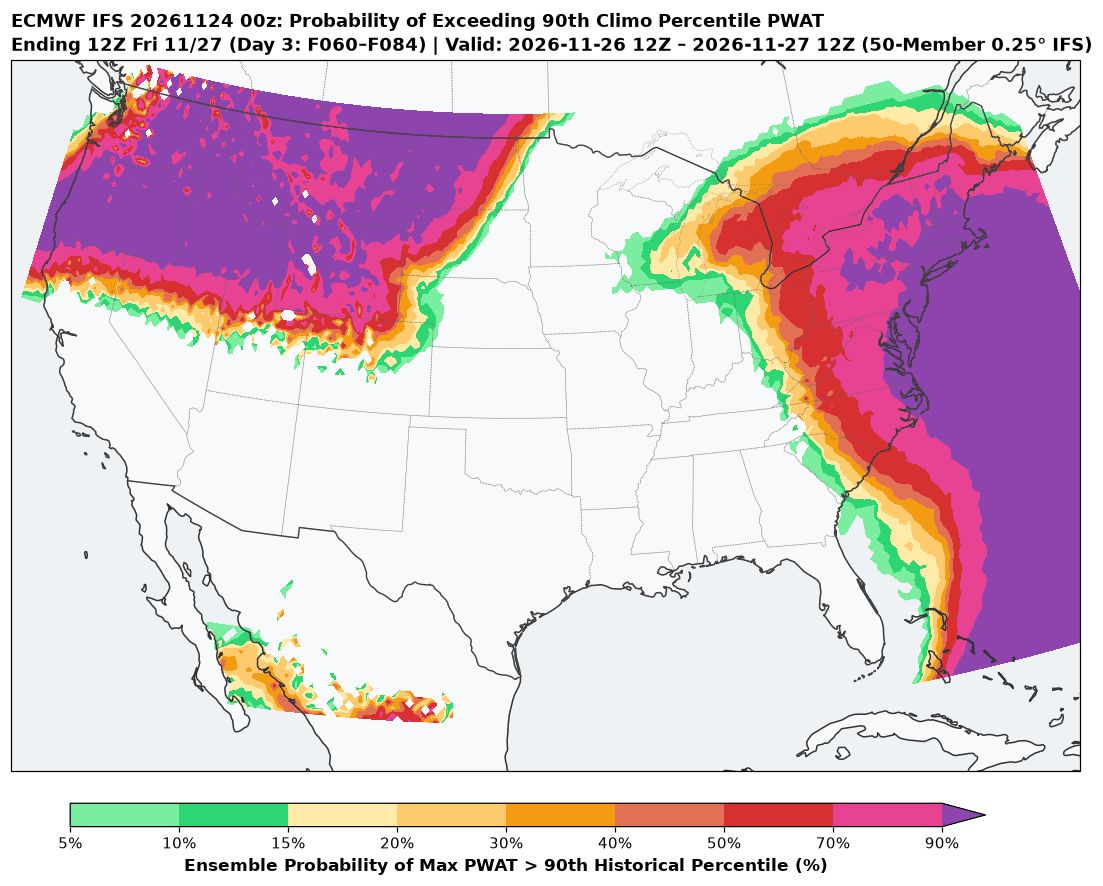 ECMWF IFS 20261124 00z: Probability of Exceeding 90th Climo Percentile PWAT
Ending 12Z Fri 11/27 (Day 3: F060–F084) | Valid: 2026-11-26 12Z – 2026-11-27 12Z (50-Member 0.25° IFS)
5% 10% 15% 20% 30% 40% 50% 70% 90%
Ensemble Probability of Max PWAT > 90th Historical Percentile (%)